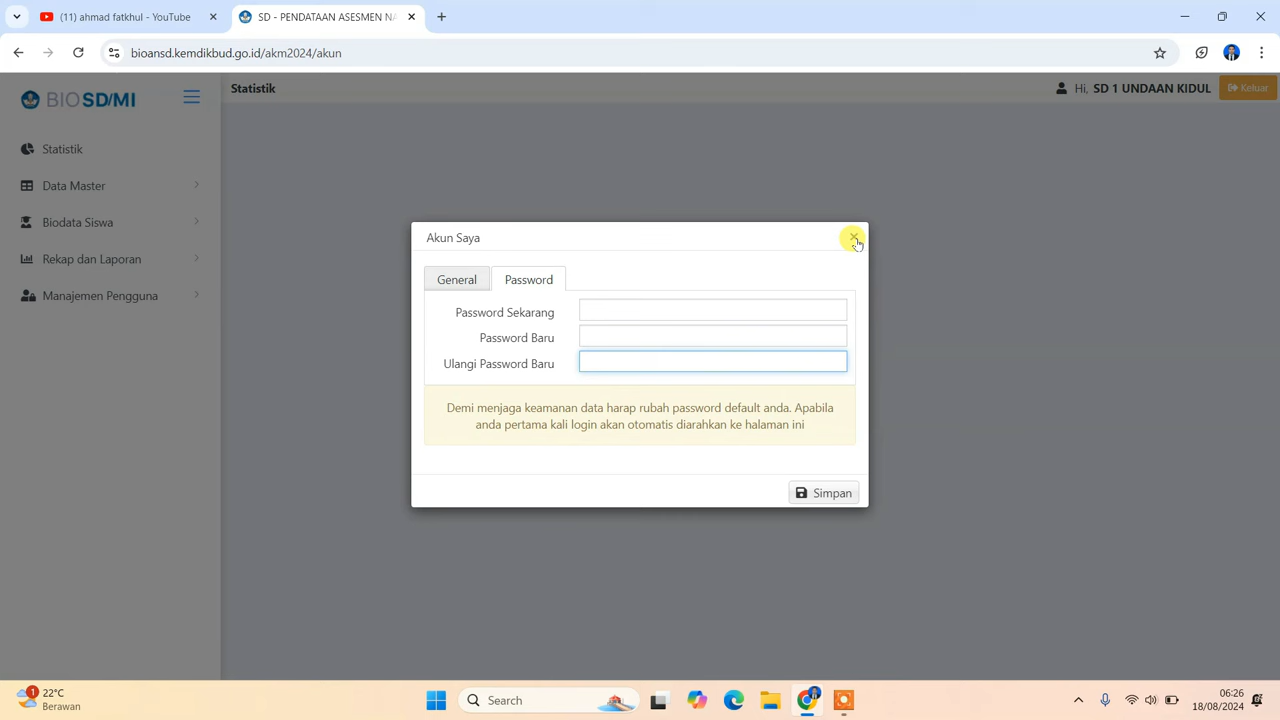 (11) ahmad fatkhul - YouTube
SD - PENDATAAN ASESMEN NA
bioansd.kemdikbud.go.id/akm2024/akun
BIO SD/MI
Statistik
Hi, SD 1 UNDAAN KIDUL
Keluar
Statistik
Data Master
Biodata Siswa
Rekap dan Laporan
Manajemen Pengguna
Akun Saya
General
Password
Password Sekarang
Password Baru
Ulangi Password Baru
Demi menjaga keamanan data harap rubah password default anda. Apabila
anda pertama kali login akan otomatis diarahkan ke halaman ini
Simpan
1
22°C
Berawan
Search
06:26
18/08/2024